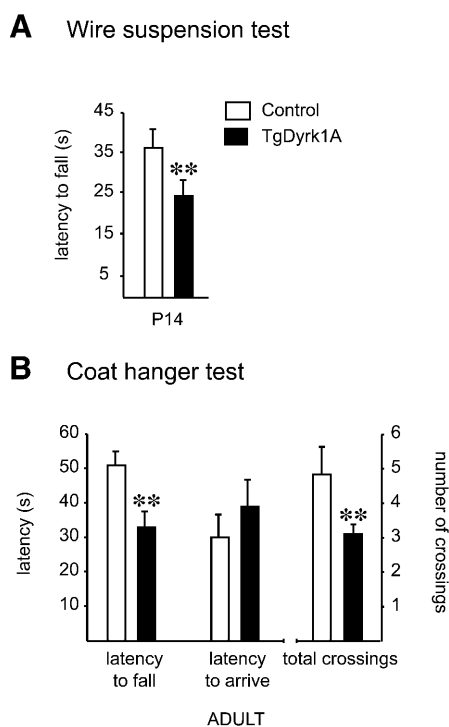 A Wire suspension test
Control
TgDyrk1A
latency to fall (s)
45
35
25
15
5
**
P14
B Coat hanger test
latency (s)
60
50
40
30
20
10
**
**
6
5
4
3
2
1
number of crossings
latency
to fall
latency
to arrive
total crossings
ADULT